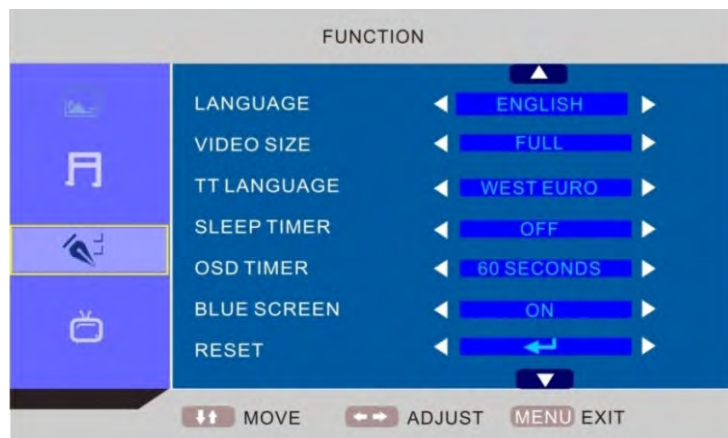 FUNCTION
LANGUAGE ENGLISH
VIDEO SIZE FULL
TT LANGUAGE WEST EURO
SLEEP TIMER OFF
OSD TIMER 60 SECONDS
BLUE SCREEN ON
RESET
MOVE ADJUST MENU EXIT